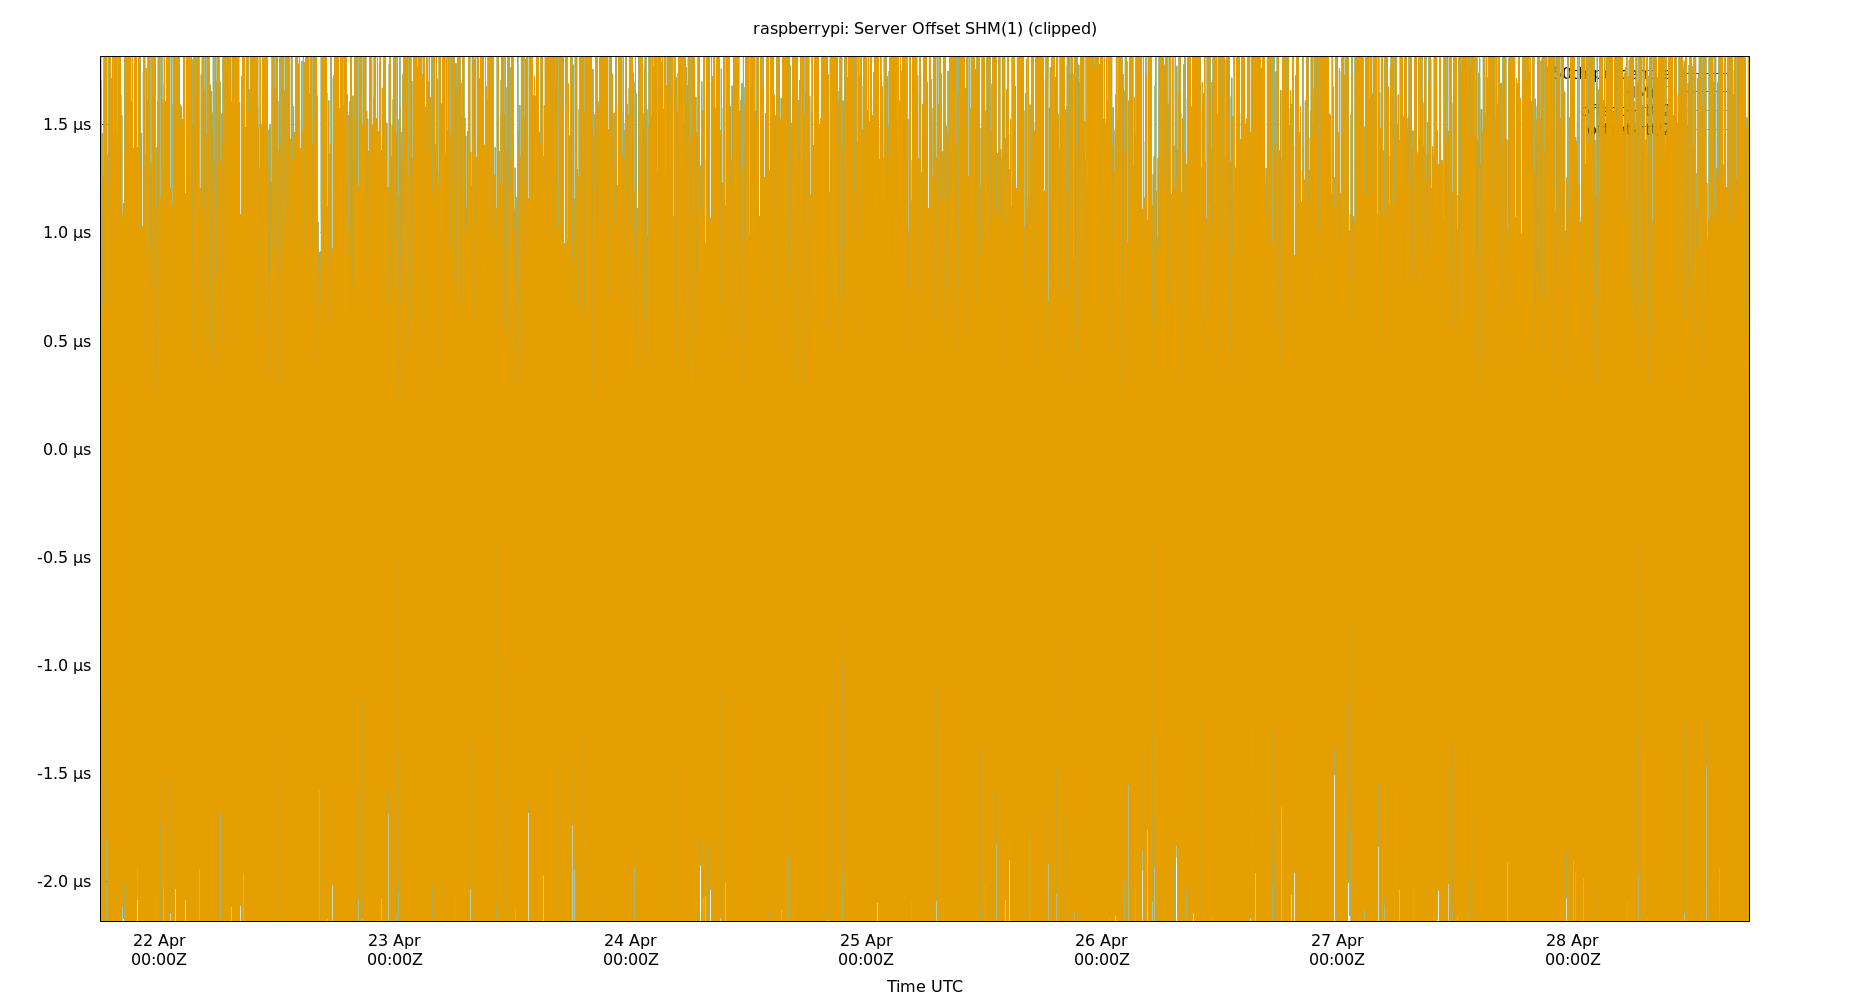 raspberrypi: Server Offset SHM(1) (clipped)
1.5 µs
1.0 µs
0.5 µs
0.0 µs
-0.5 µs
-1.0 µs
-1.5 µs
-2.0 µs
22 Apr 23 Apr 24 Apr 25 Apr 26 Apr 27 Apr 28 Apr
00:00Z 00:00Z 00:00Z 00:00Z 00:00Z 00:00Z 00:00Z
Time UTC